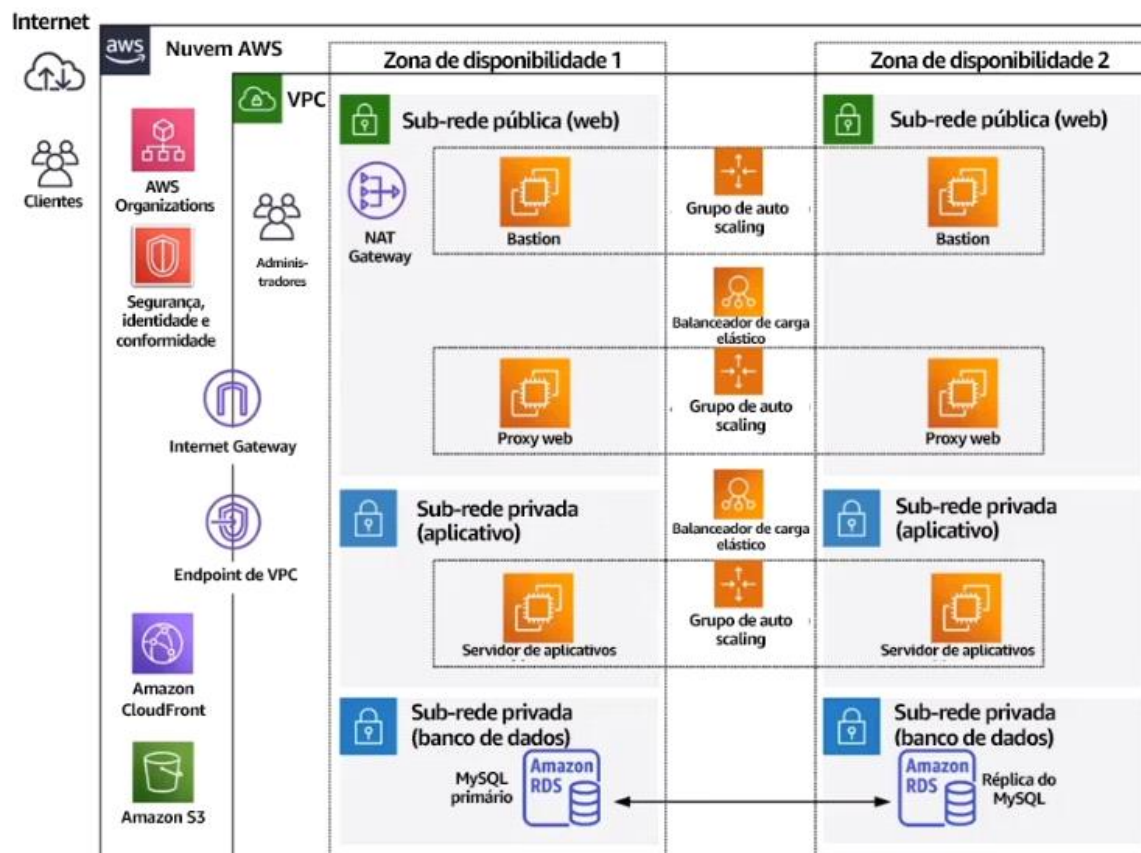 Internet
aws
Nuvem AWS
Zona de disponibilidade 1
Zona de disponibilidade 2
VPC
Sub-rede pública (web)
Sub-rede pública (web)
Clientes
AWS
Organizations
Adminis-
tradores
NAT
Gateway
Bastion
Grupo de auto
scaling
Bastion
Segurança,
identidade e
conformidade
Balanceador de carga
elástico
Internet Gateway
Proxy web
Grupo de auto
scaling
Proxy web
Sub-rede privada
(aplicativo)
Balanceador de carga
elástico
Sub-rede privada
(aplicativo)
Endpoint de VPC
Servidor de aplicativos
Grupo de auto
scaling
Servidor de aplicativos
Amazon
CloudFront
Sub-rede privada
(banco de dados)
Sub-rede privada
(banco de dados)
Amazon S3
MySQL
primário
Amazon
RDS
Amazon
RDS
Réplica do
MySQL